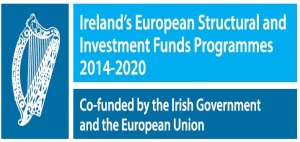 Ireland's European Structural and
Investment Funds Programmes
2014-2020
Co-funded by the Irish Government
and the European Union